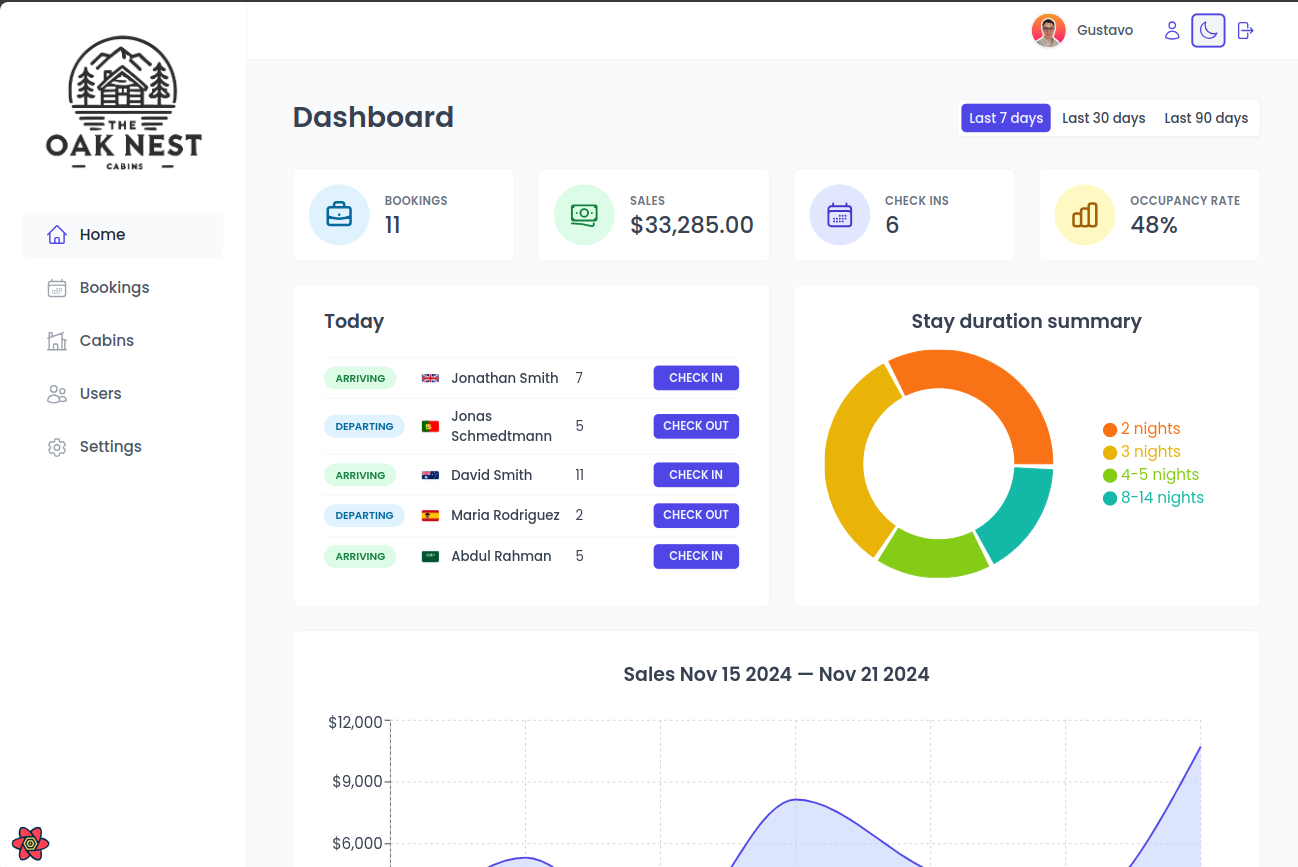 THE
OAK NEST
CABINS
Home
Bookings
Cabins
Users
Settings
Gustavo
Dashboard
Last 7 days Last 30 days Last 90 days
BOOKINGS
11
SALES
$33,285.00
CHECK INS
6
OCCUPANCY RATE
48%
Today
ARRIVING Jonathan Smith 7 CHECK IN
DEPARTING Jonas
Schmedtmann 5 CHECK OUT
ARRIVING David Smith 11 CHECK IN
DEPARTING Maria Rodriguez 2 CHECK OUT
ARRIVING Abdul Rahman 5 CHECK IN
Stay duration summary
2 nights
3 nights
4-5 nights
8-14 nights
Sales Nov 15 2024 — Nov 21 2024
$12,000
$9,000
$6,000